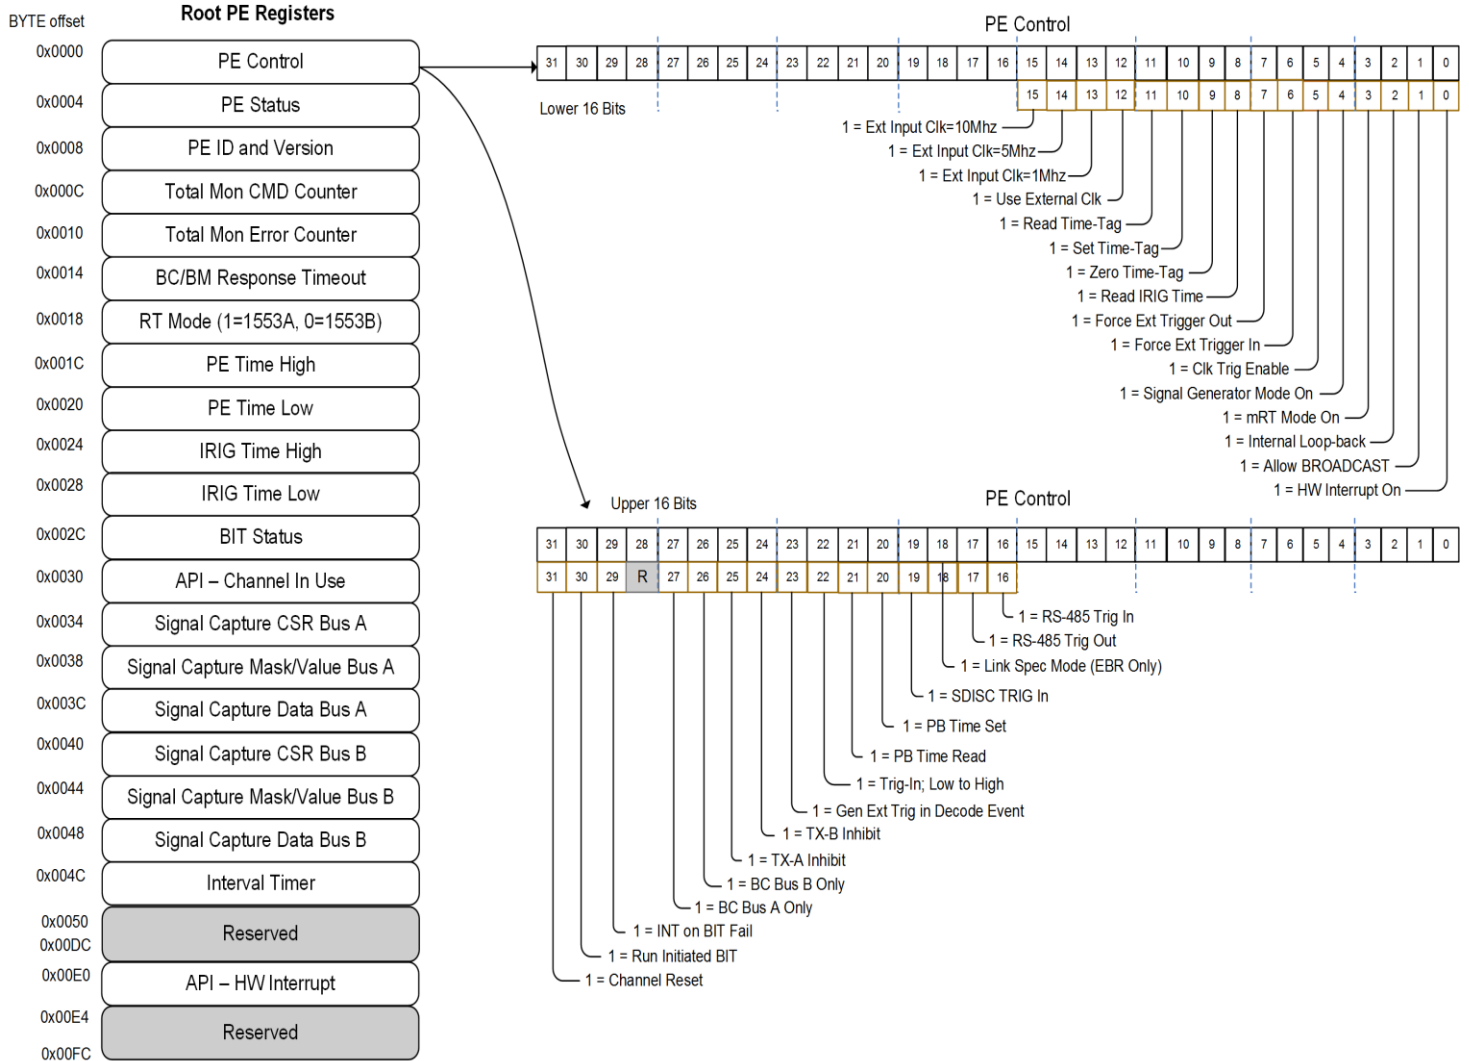 Root PE Registers
BYTE offset
0x0000 PE Control
0x0004 PE Status
0x0008 PE ID and Version
0x000C Total Mon CMD Counter
0x0010 Total Mon Error Counter
0x0014 BC/BM Response Timeout
0x0018 RT Mode (1=1553A, 0=1553B)
0x001C PE Time High
0x0020 PE Time Low
0x0024 IRIG Time High
0x0028 IRIG Time Low
0x002C BIT Status
0x0030 API – Channel In Use
0x0034 Signal Capture CSR Bus A
0x0038 Signal Capture Mask/Value Bus A
0x003C Signal Capture Data Bus A
0x0040 Signal Capture CSR Bus B
0x0044 Signal Capture Mask/Value Bus B
0x0048 Signal Capture Data Bus B
0x004C Interval Timer
0x0050
Reserved
0x00DC
0x00E0 API – HW Interrupt
0x00E4
Reserved
0x00FC
PE Control
31 30 29 28 27 26 25 24 23 22 21 20 19 18 17 16 15 14 13 12 11 10 9 8 7 6 5 4 3 2 1 0
Lower 16 Bits
15 14 13 12 11 10 9 8 7 6 5 4 3 2 1 0
1 = Ext Input Clk=10Mhz
1 = Ext Input Clk=5Mhz
1 = Ext Input Clk=1Mhz
1 = Use External Clk
1 = Read Time-Tag
1 = Set Time-Tag
1 = Zero Time-Tag
1 = Read IRIG Time
1 = Force Ext Trigger Out
1 = Force Ext Trigger In
1 = Clk Trig Enable
1 = Signal Generator Mode On
1 = mRT Mode On
1 = Internal Loop-back
1 = Allow BROADCAST
1 = HW Interrupt On
Upper 16 Bits
PE Control
31 30 29 28 27 26 25 24 23 22 21 20 19 18 17 16 15 14 13 12 11 10 9 8 7 6 5 4 3 2 1 0
31 30 29 R 27 26 25 24 23 22 21 20 19 18 17 16
1 = RS-485 Trig In
1 = RS-485 Trig Out
1 = Link Spec Mode (EBR Only)
1 = SDISC TRIG In
1 = PB Time Set
1 = PB Time Read
1 = Trig-In; Low to High
1 = Gen Ext Trig in Decode Event
1 = TX-B Inhibit
1 = TX-A Inhibit
1 = BC Bus B Only
1 = BC Bus A Only
1 = INT on BIT Fail
1 = Run Initiated BIT
1 = Channel Reset